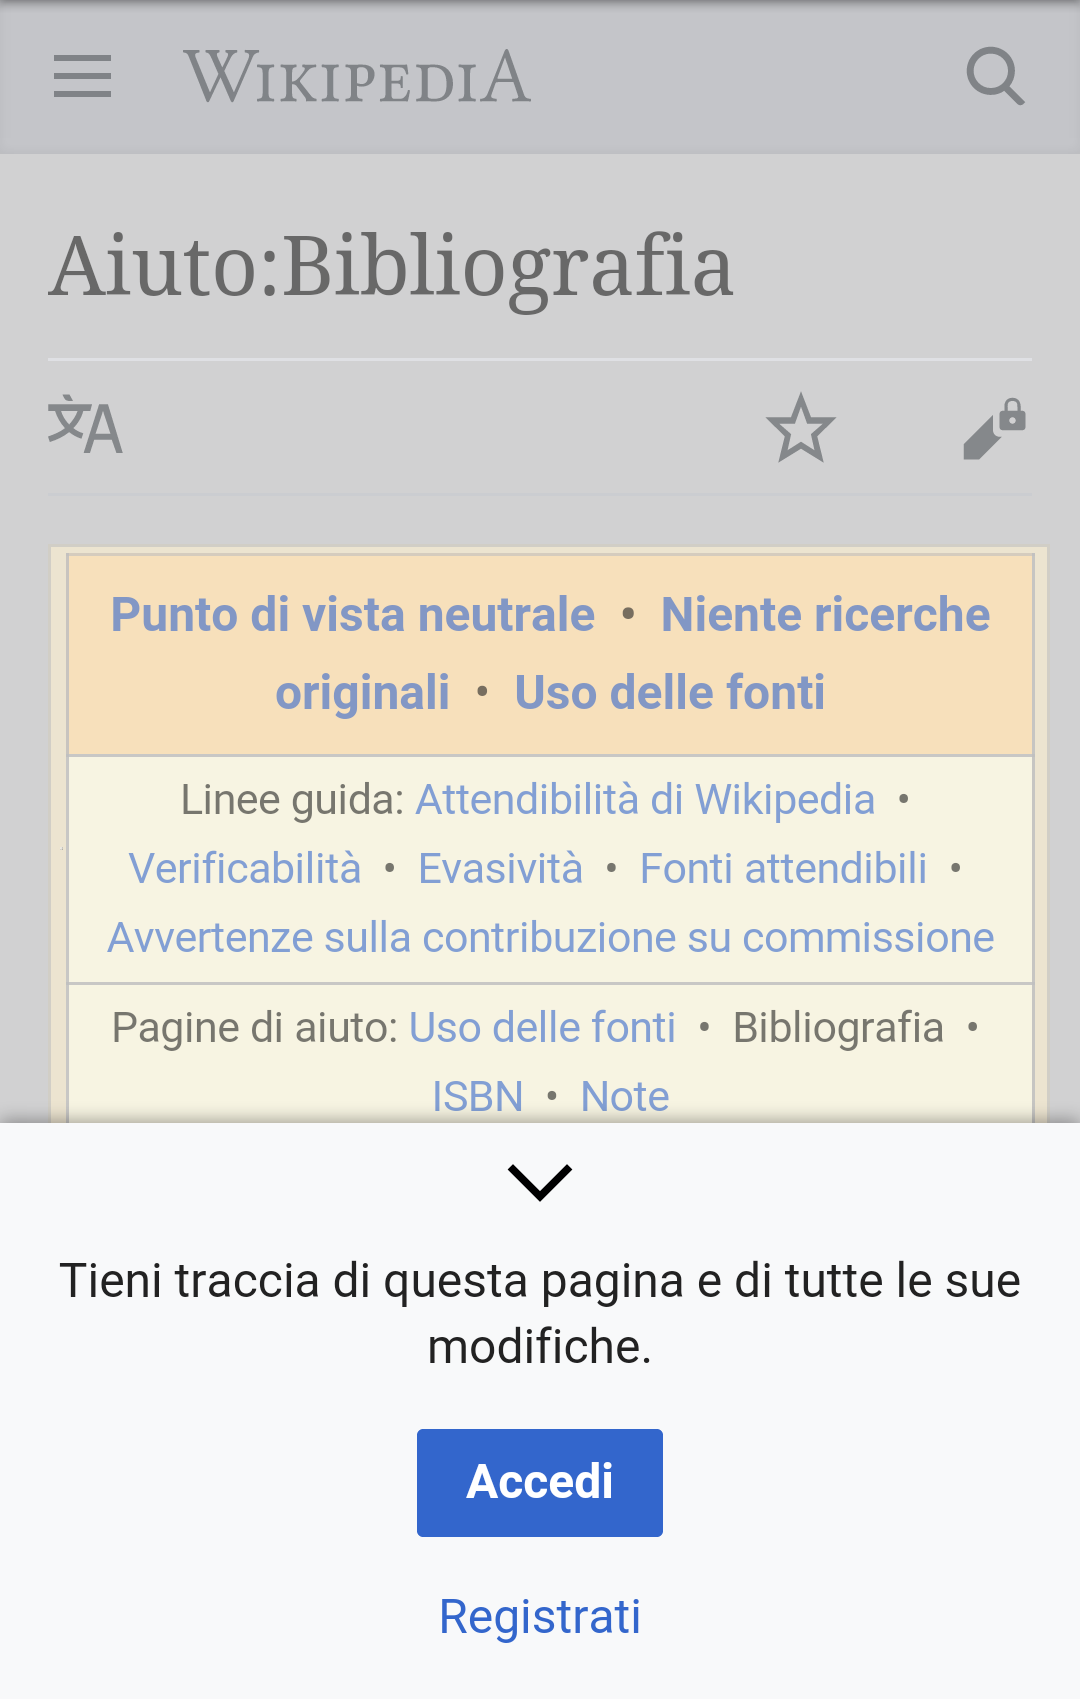 WIKIPEDIA
Aiuto:Bibliografia
文A
Punto di vista neutrale • Niente ricerche
originali • Uso delle fonti
Linee guida: Attendibilità di Wikipedia •
Verificabilità • Evasività • Fonti attendibili •
Avvertenze sulla contribuzione su commissione
Pagine di aiuto: Uso delle fonti • Bibliografia •
ISBN • Note
Tieni traccia di questa pagina e di tutte le sue
modifiche.
Accedi
Registrati